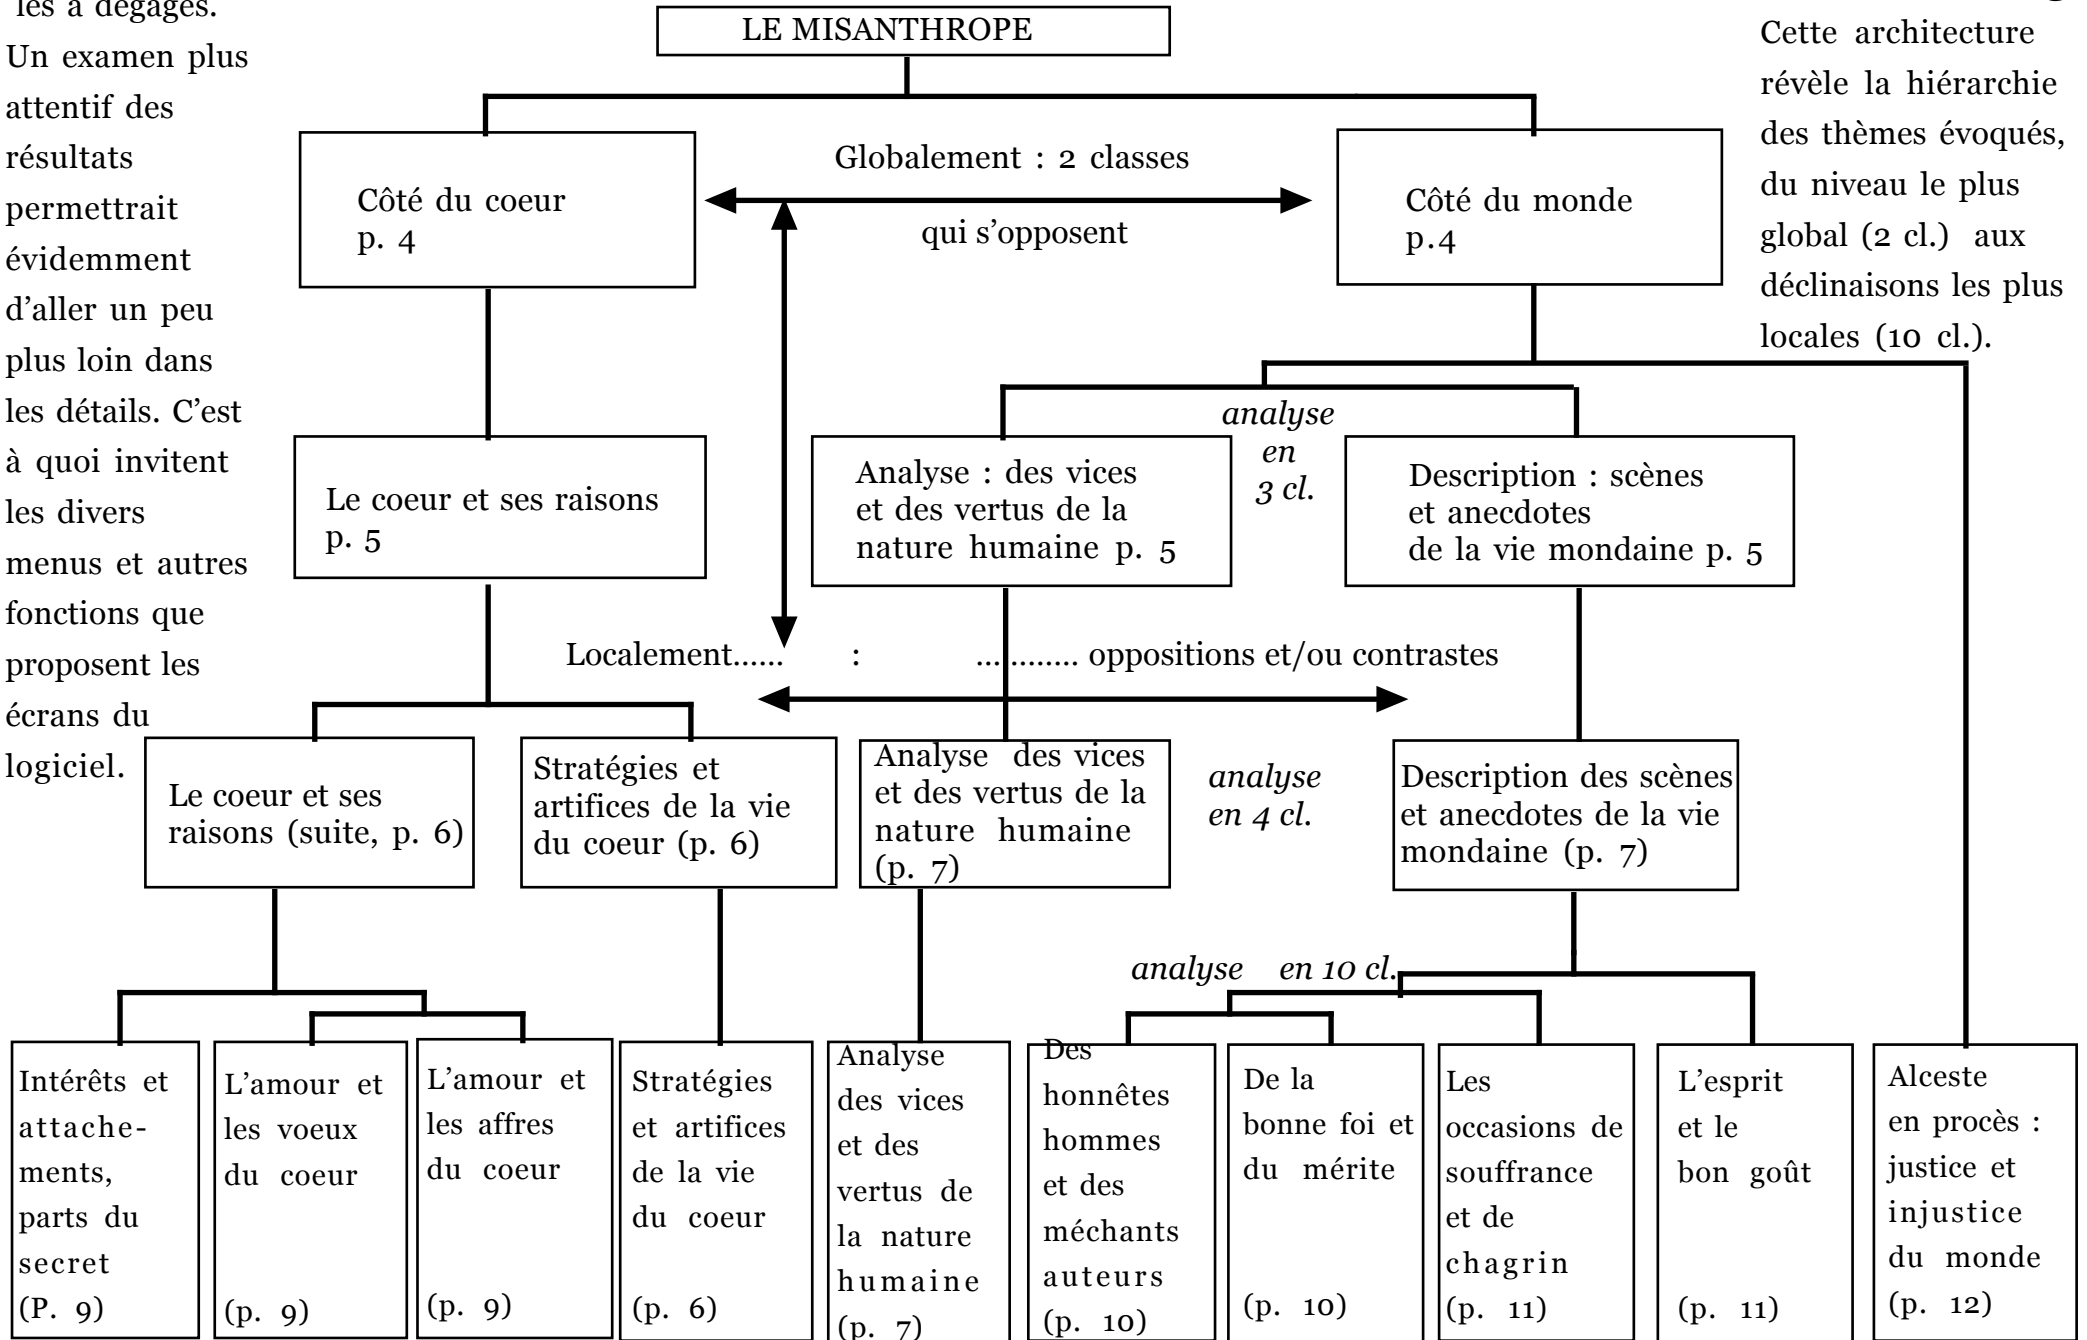 les a dégagés.
Un examen plus
attentif des
résultats
permettrait
évidemment
d'aller un peu
plus loin dans
les détails. C'est
à quoi invitent
les divers
menus et autres
fonctions que
proposent les
écrans du
logiciel.
LE MISANTHROPE
Cette architecture
révèle la hiérarchie
des thèmes évoqués,
du niveau le plus
global (2 cl.) aux
déclinaisons les plus
locales (10 cl.).
Côté du coeur
p. 4
Globalement : 2 classes
qui s'opposent
Côté du monde
p.4
Le coeur et ses raisons
p. 5
Analyse : des vices
et des vertus de la
nature humaine p. 5
analyse
en
3 cl.
Description : scènes
et anecdotes
de la vie mondaine p. 5
Localement...... : ............ oppositions et/ou contrastes
Le coeur et ses
raisons (suite, p. 6)
Stratégies et
artifices de la vie
du coeur (p. 6)
Analyse des vices
et des vertus de la
nature humaine
(p. 7)
analyse
en 4 cl.
Description des scènes
et anecdotes de la vie
mondaine (p. 7)
analyse en 10 cl.
Intérêts et
attache-
ments,
parts du
secret
(P. 9)
L'amour et
les voeux
du coeur
(p. 9)
L'amour et
les affres
du coeur
(p. 9)
Stratégies
et artifices
de la vie
du coeur
(p. 6)
Analyse
des vices
et des
vertus de
la nature
humaine
(p. 7)
Des
honnêtes
hommes
et des
méchants
auteurs
(p. 10)
De la
bonne foi et
du mérite
(p. 10)
Les
occasions de
souffrance
et de
chagrin
(p. 11)
L'esprit
et le
bon goût
(p. 11)
Alceste
en procès :
justice et
injustice
du monde
(p. 12)